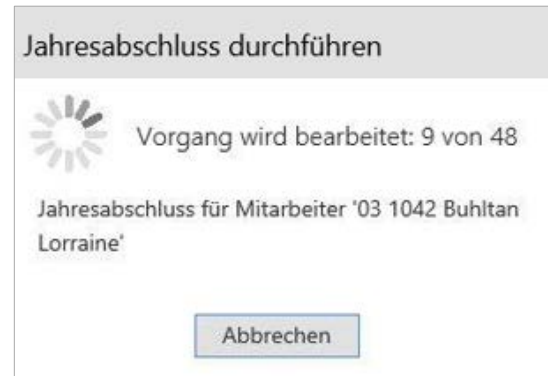 Jahresabschluss durchführen
Vorgang wird bearbeitet: 9 von 48
Jahresabschluss für Mitarbeiter '03 1042 Buhltan
Lorraine'
Abbrechen